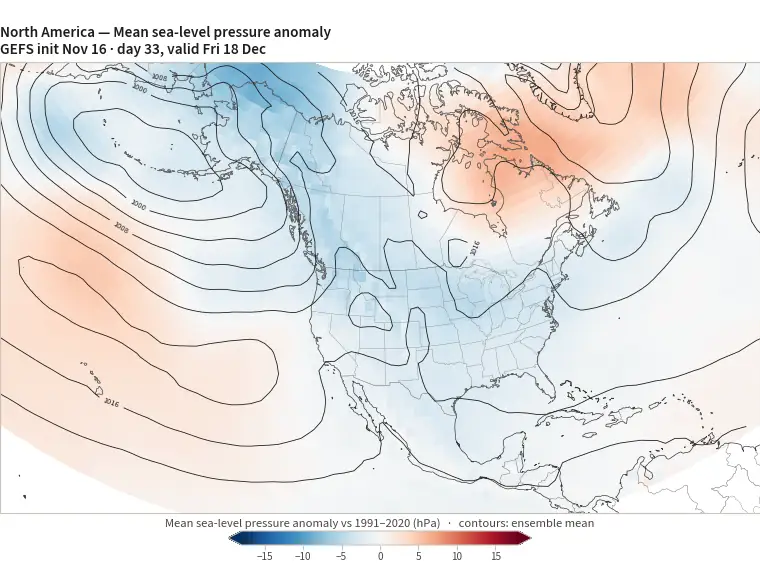 North America — Mean sea-level pressure anomaly
GEFS init Nov 16 · day 33, valid Fri 18 Dec
1008
1000
1000
1008
1016
1016
Mean sea-level pressure anomaly vs 1991–2020 (hPa) · contours: ensemble mean
−15 −10 −5 0 5 10 15